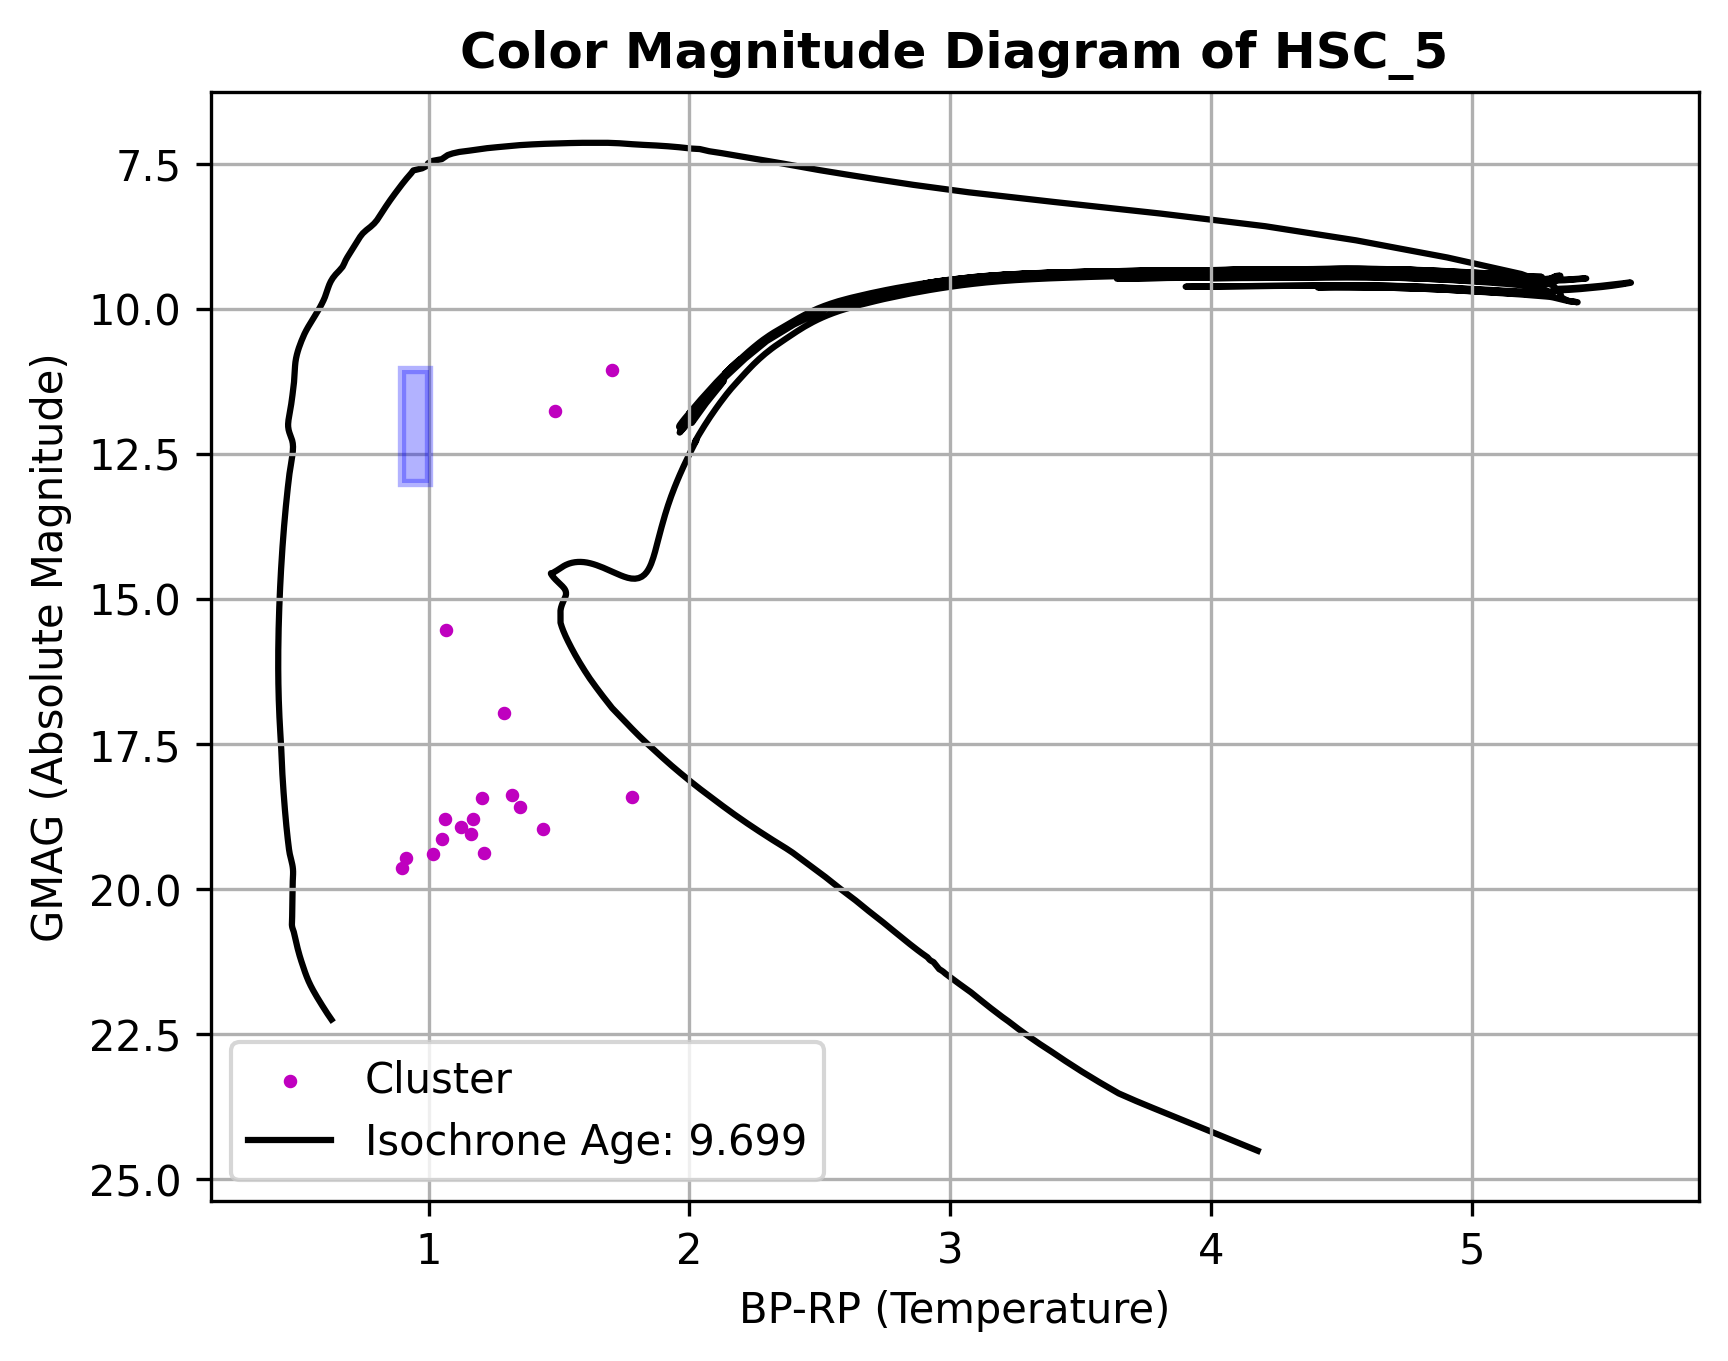 Color Magnitude Diagram of HSC_5
GMAG (Absolute Magnitude)
7.5
10.0
12.5
15.0
17.5
20.0
22.5
25.0
Cluster
Isochrone Age: 9.699
1
2
3
4
5
BP-RP (Temperature)